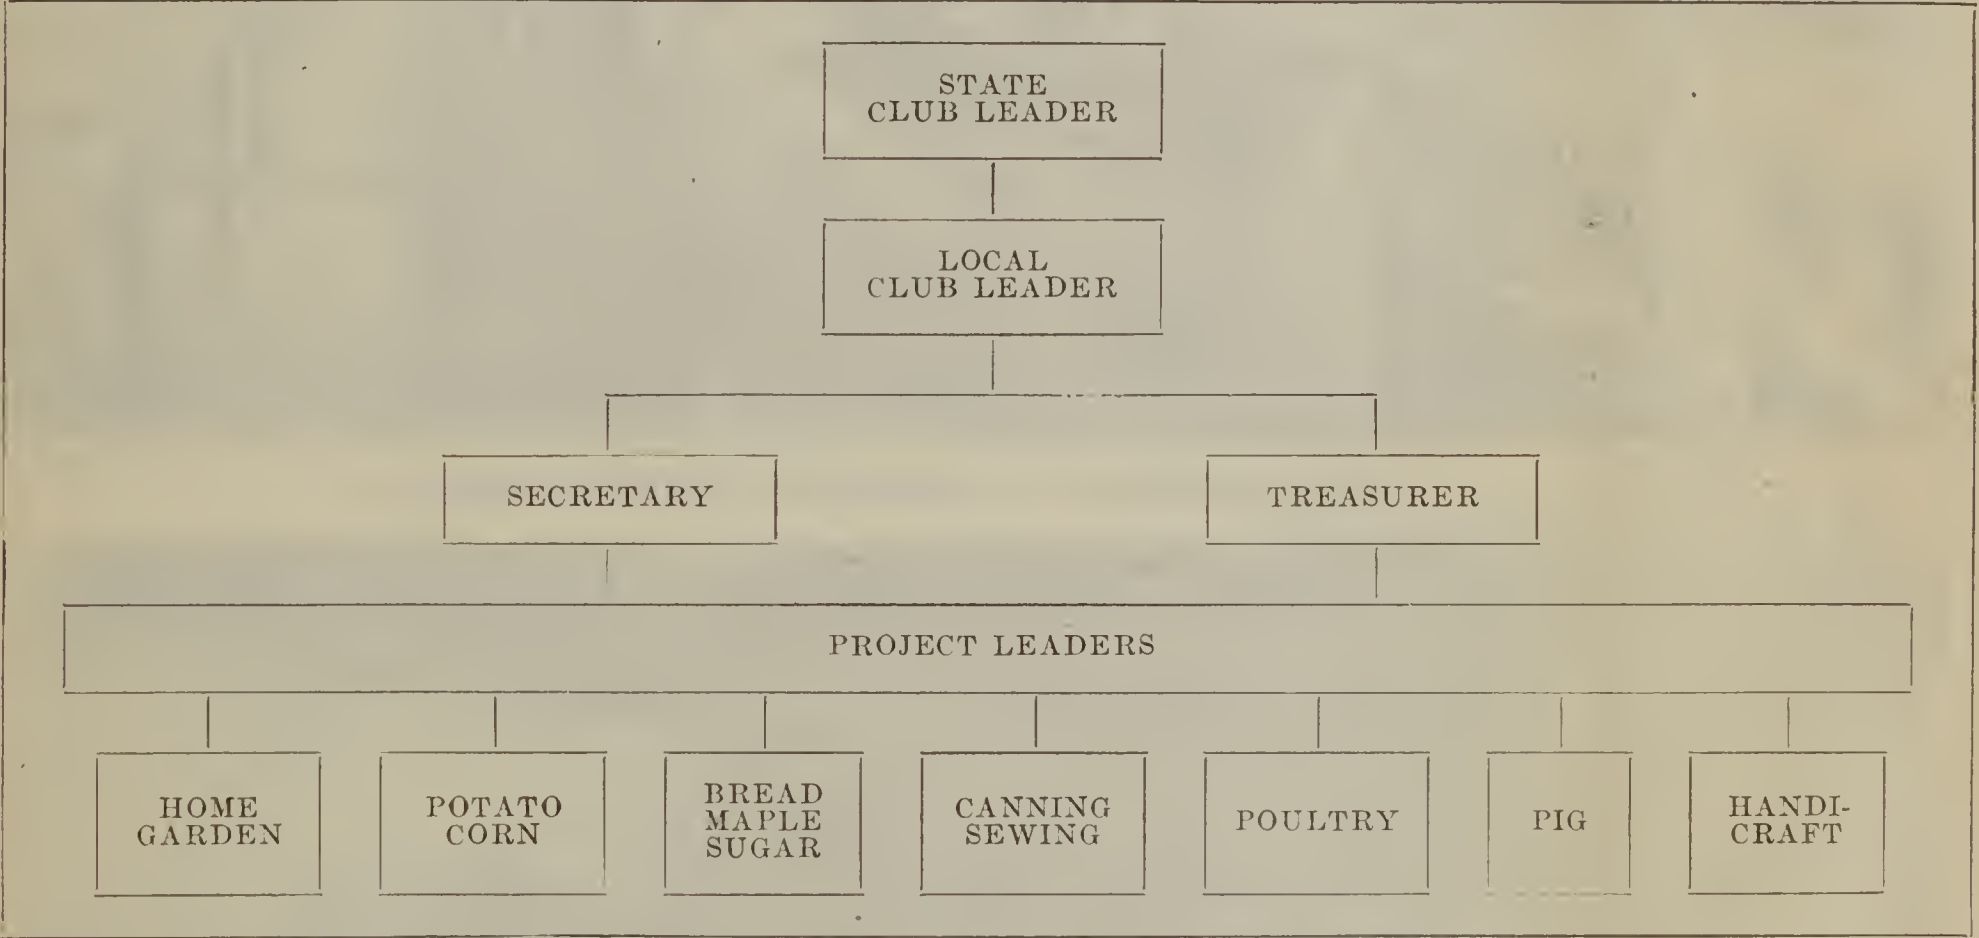 STATE
CLUB LEADER
LOCAL
CLUB LEADER
SECRETARY
TREASURER
PROJECT LEADERS
HOME
GARDEN
POTATO
CORN
BREAD
MAPLE
SUGAR
CANNING
SEWING
POULTRY
PIG
HANDI-
CRAFT